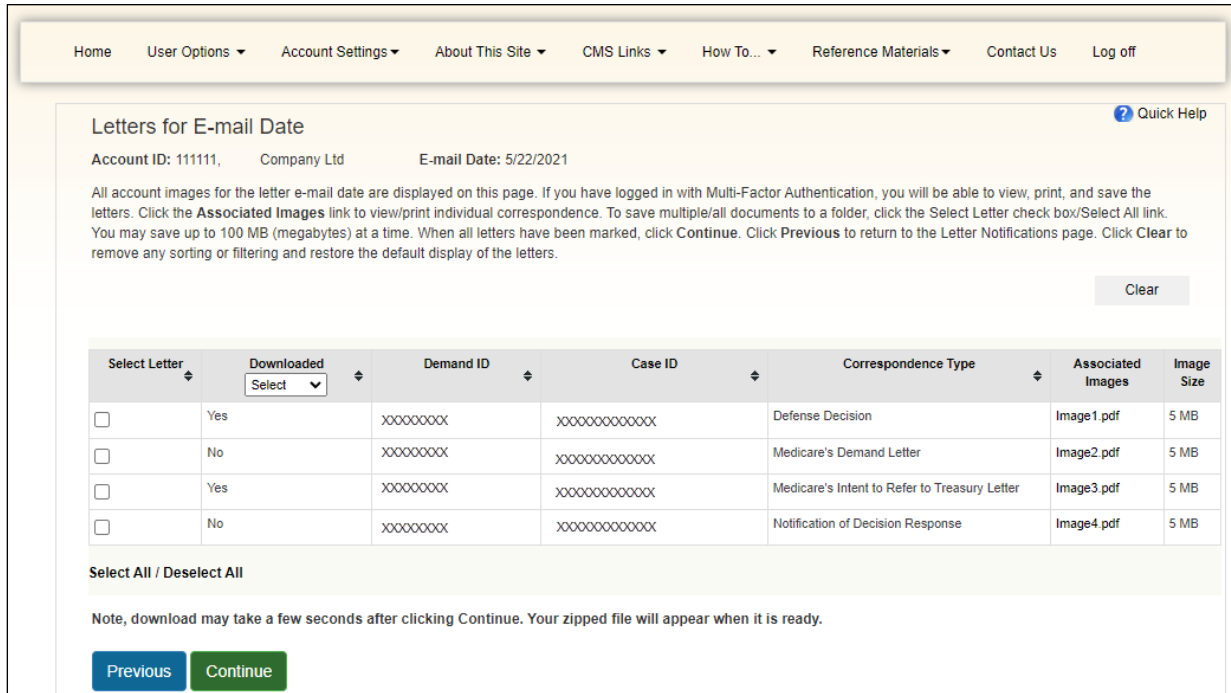 Home User Options Account Settings About This Site CMS Links How To... Reference Materials Contact Us Log off
Quick Help
Letters for E-mail Date
Account ID: 111111, Company Ltd E-mail Date: 5/22/2021
All account images for the letter e-mail date are displayed on this page. If you have logged in with Multi-Factor Authentication, you will be able to view, print, and save the
letters. Click the Associated Images link to view/print individual correspondence. To save multiple/all documents to a folder, click the Select Letter check box/Select All link.
You may save up to 100 MB (megabytes) at a time. When all letters have been marked, click Continue. Click Previous to return to the Letter Notifications page. Click Clear to
remove any sorting or filtering and restore the default display of the letters.
Clear
Select Letter Downloaded Demand ID Case ID Correspondence Type Associated Images Image Size
Select
Yes XXXXXXXX XXXXXXXXXXXX Defense Decision Image1.pdf 5 MB
No XXXXXXXX XXXXXXXXXXXX Medicare's Demand Letter Image2.pdf 5 MB
Yes XXXXXXXX XXXXXXXXXXXX Medicare's Intent to Refer to Treasury Letter Image3.pdf 5 MB
No XXXXXXXX XXXXXXXXXXXX Notification of Decision Response Image4.pdf 5 MB
Select All / Deselect All
Note, download may take a few seconds after clicking Continue. Your zipped file will appear when it is ready.
Previous Continue